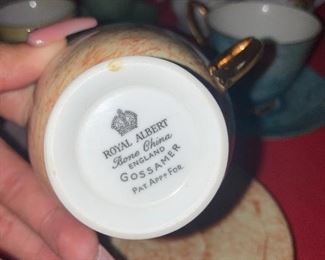 ROYAL ALBERT
Bone China
ENGLAND
GOSSAMER
PAT APP FOR